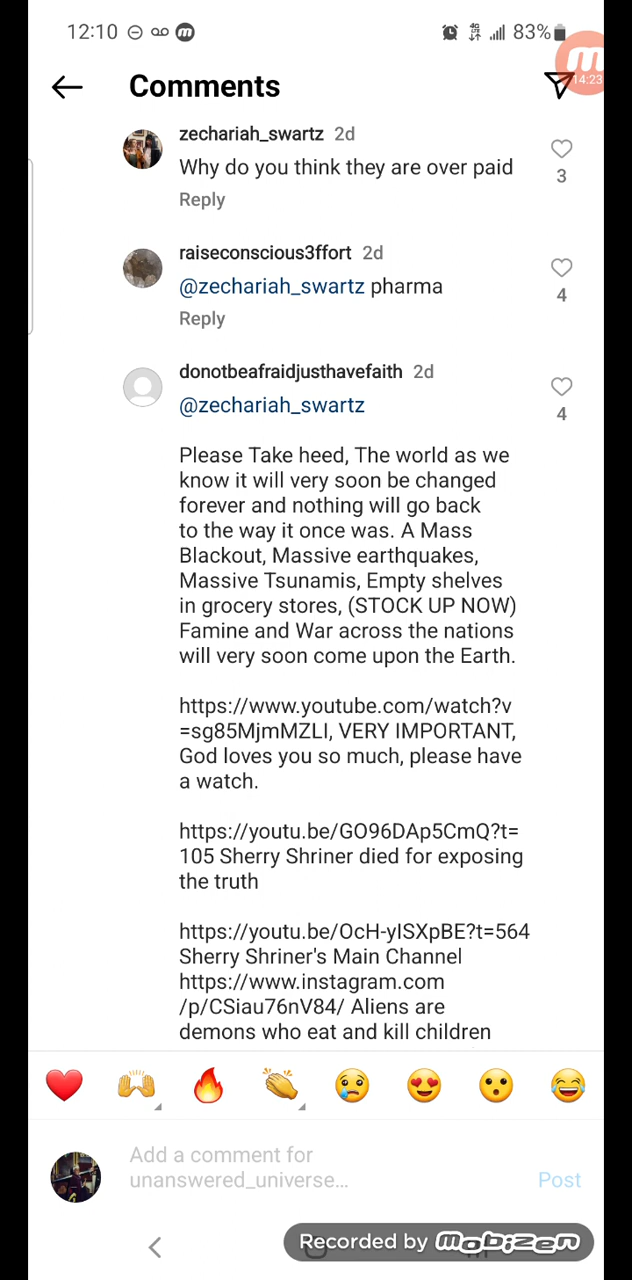 12:10
83%
Comments
14:23
zechariah_swartz 2d
Why do you think they are over paid
3
Reply
raiseconscious3ffort 2d
@zechariah_swartz pharma
4
Reply
donotbeafraidjusthavefaith 2d
@zechariah_swartz
4
Please Take heed, The world as we
know it will very soon be changed
forever and nothing will go back
to the way it once was. A Mass
Blackout, Massive earthquakes,
Massive Tsunamis, Empty shelves
in grocery stores, (STOCK UP NOW)
Famine and War across the nations
will very soon come upon the Earth.
https://www.youtube.com/watch?v
=sg85MjmMZLI, VERY IMPORTANT,
God loves you so much, please have
a watch.
https://youtu.be/GO96DAp5CmQ?t=
105 Sherry Shriner died for exposing
the truth
https://youtu.be/OcH-yISXpBE?t=564
Sherry Shriner's Main Channel
https://www.instagram.com
/p/CSiau76nV84/ Aliens are
demons who eat and kill children
Add a comment for
unanswered_universe...
Post
Recorded by mobizen